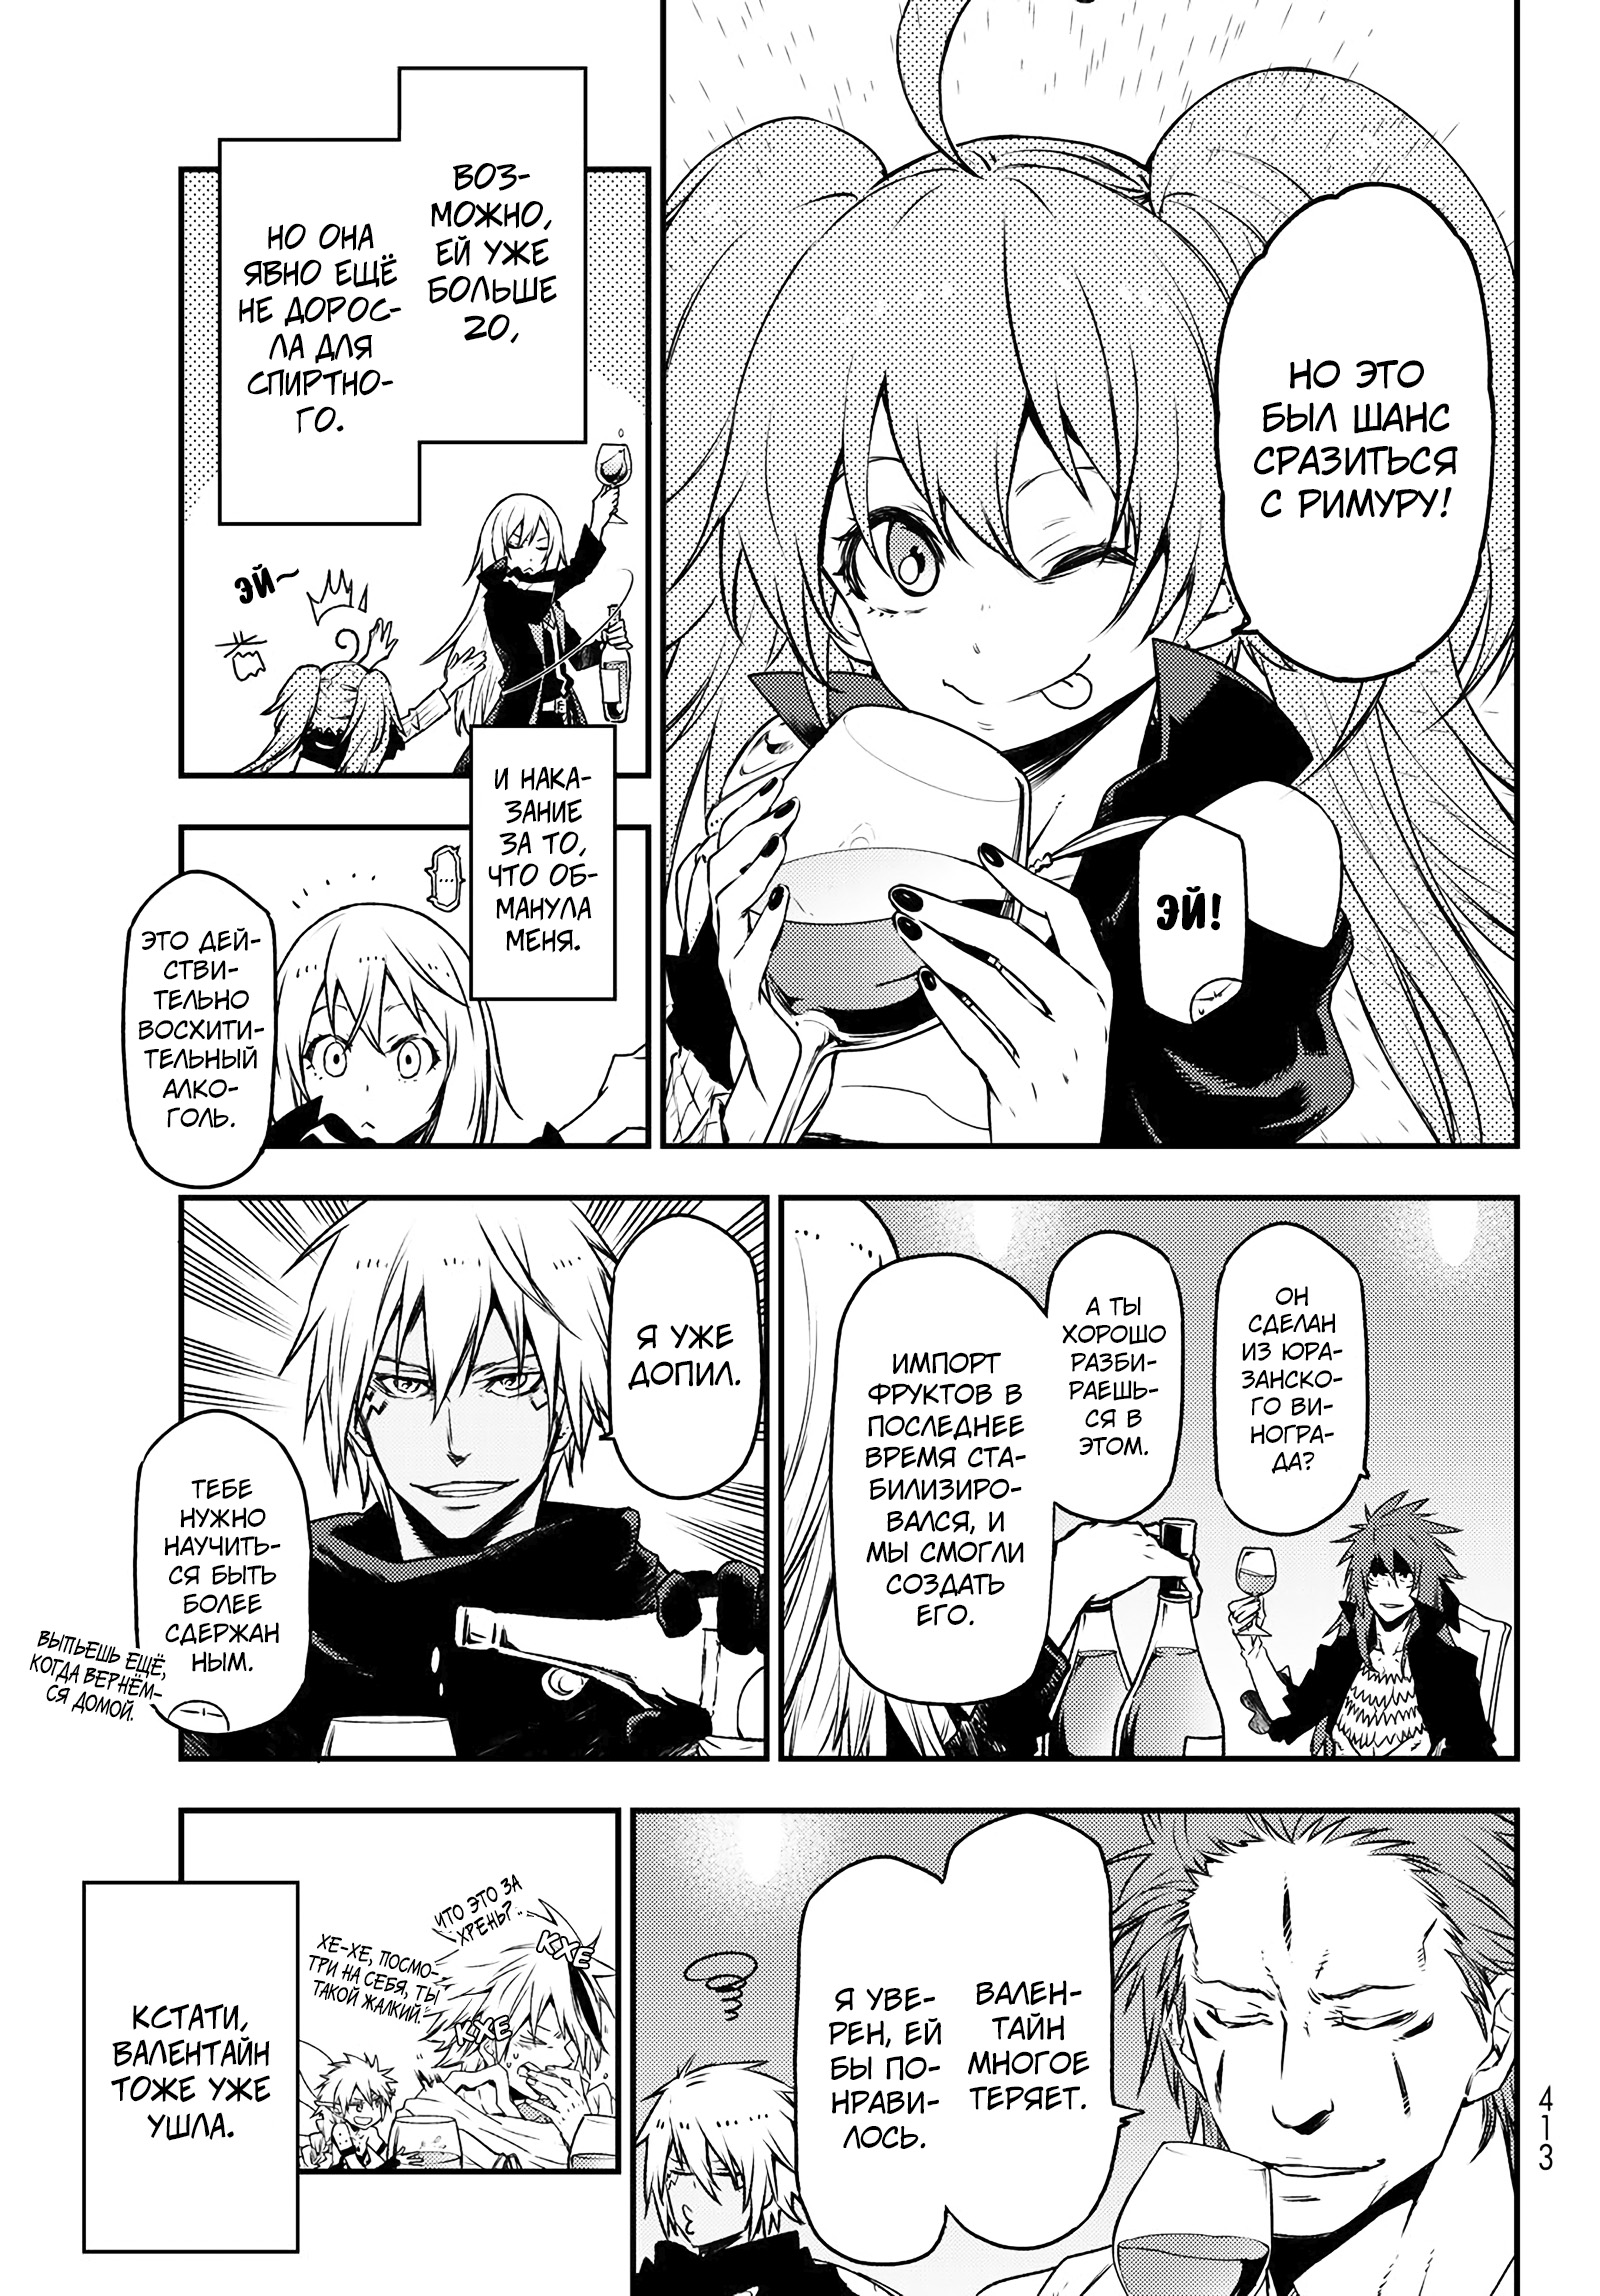 НО ЭТО
БЫЛ ШАНС
СРАЗИТЬСЯ
С РИМУРУ!
ЭЙ!
ВОЗ-
МОЖНО,
ЕЙ УЖЕ
БОЛЬШЕ
20,
НО ОНА
ЯВНО ЕЩЁ
НЕ ДОРОС-
ЛА ДЛЯ
СПИРТНО-
ГО.
ЭЙ~
И НАКА-
ЗАНИЕ
ЗА ТО,
ЧТО ОБ-
МАНУЛА
МЕНЯ.
....
ЭТО ДЕЙ-
СТВИ-
ТЕЛЬНО
ВОСХИТИ-
ТЕЛЬНЫЙ
АЛКО-
ГОЛЬ.
ОН
СДЕЛАН
ИЗ ЮРА-
ЗАНСКО-
ГО ВИ-
НОГРА-
ДА?
А ТЫ
ХОРОШО
РАЗБИ-
РАЕШЬ-
СЯ В
ЭТОМ.
ИМПОРТ
ФРУКТОВ В
ПОСЛЕДНЕЕ
ВРЕМЯ СТА-
БИЛИЗИРО-
ВАЛСЯ, И
МЫ СМОГЛИ
СОЗДАТЬ
ЕГО.
Я УЖЕ
ДОПИЛ.
ТЕБЕ
НУЖНО
НАУЧИТЬ-
СЯ БЫТЬ
БОЛЕЕ
СДЕРЖАН
НЫМ.
ВЫПЬЕШЬ ЕЩЁ,
КОГДА ВЕРНЁМ-
СЯ ДОМОЙ.
ВАЛЕН-
ТАЙН
МНОГОЕ
ТЕРЯЕТ.
Я УВЕ-
РЕН, ЕЙ
БЫ ПО-
НРАВИ-
ЛОСЬ.
ЧТО ЭТО ЗА
ХРЕНЬ?..
КХЕ
КХЕ
ХЕ-ХЕ, ПОСМО-
ТРИ НА СЕБЯ, ТЫ
ТАКОЙ ЖАЛКИЙ.
КСТАТИ,
ВАЛЕНТАЙН
ТОЖЕ УЖЕ
УШЛА.
413